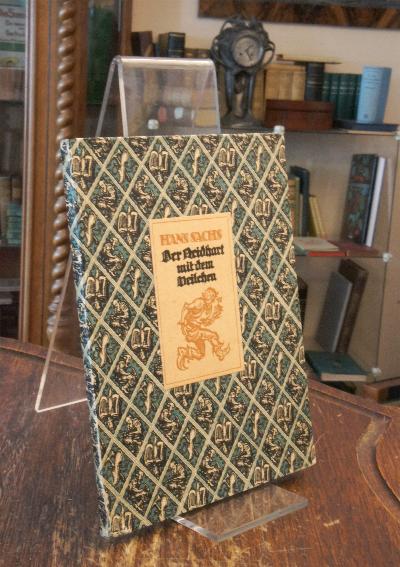 HANS SACHS
Der Neidhart
mit dem
Veilchen